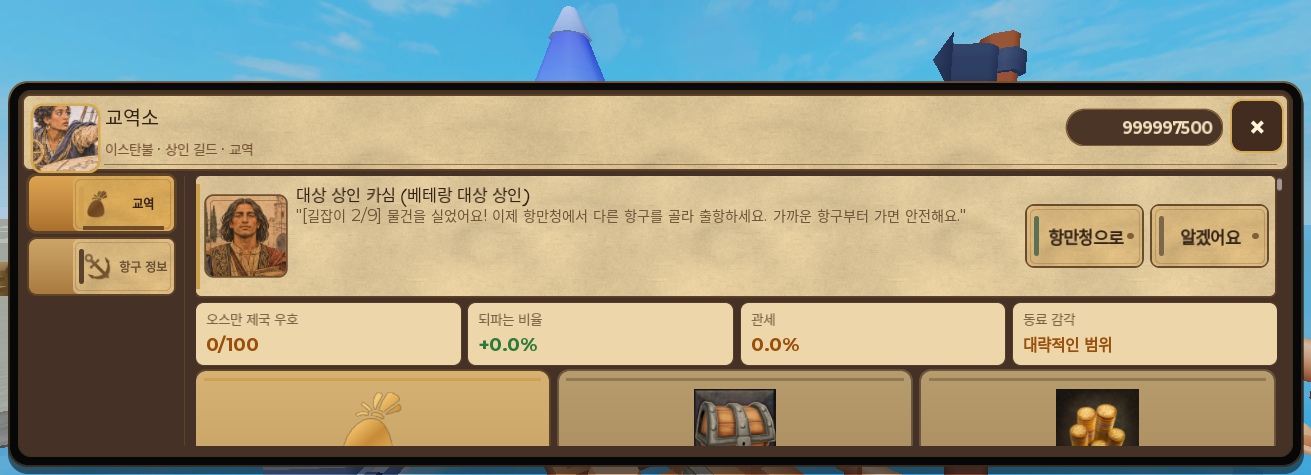 교역소
이스탄불 · 상인 길드 · 교역
999997500
×
교역
항구 정보
대상 상인 카심 (베테랑 대상 상인)
"[길잡이 2/9] 물건을 실었어요! 이제 항만청에서 다른 항구를 골라 출항하세요. 가까운 항구부터 가면 안전해요."
항만청으로
알겠어요
오스만 제국 우호
0/100
되파는 비율
+0.0%
관세
0.0%
동료 감각
대략적인 범위